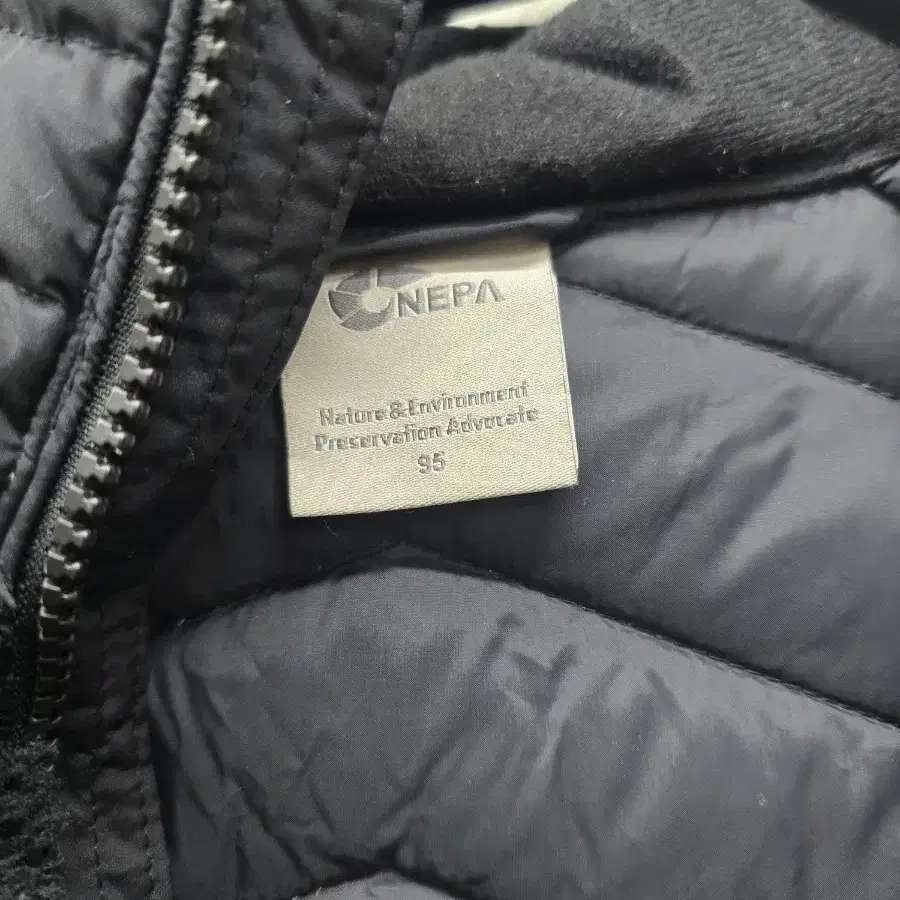 NEPA
Nature & Environment
Preservation Advocate
95